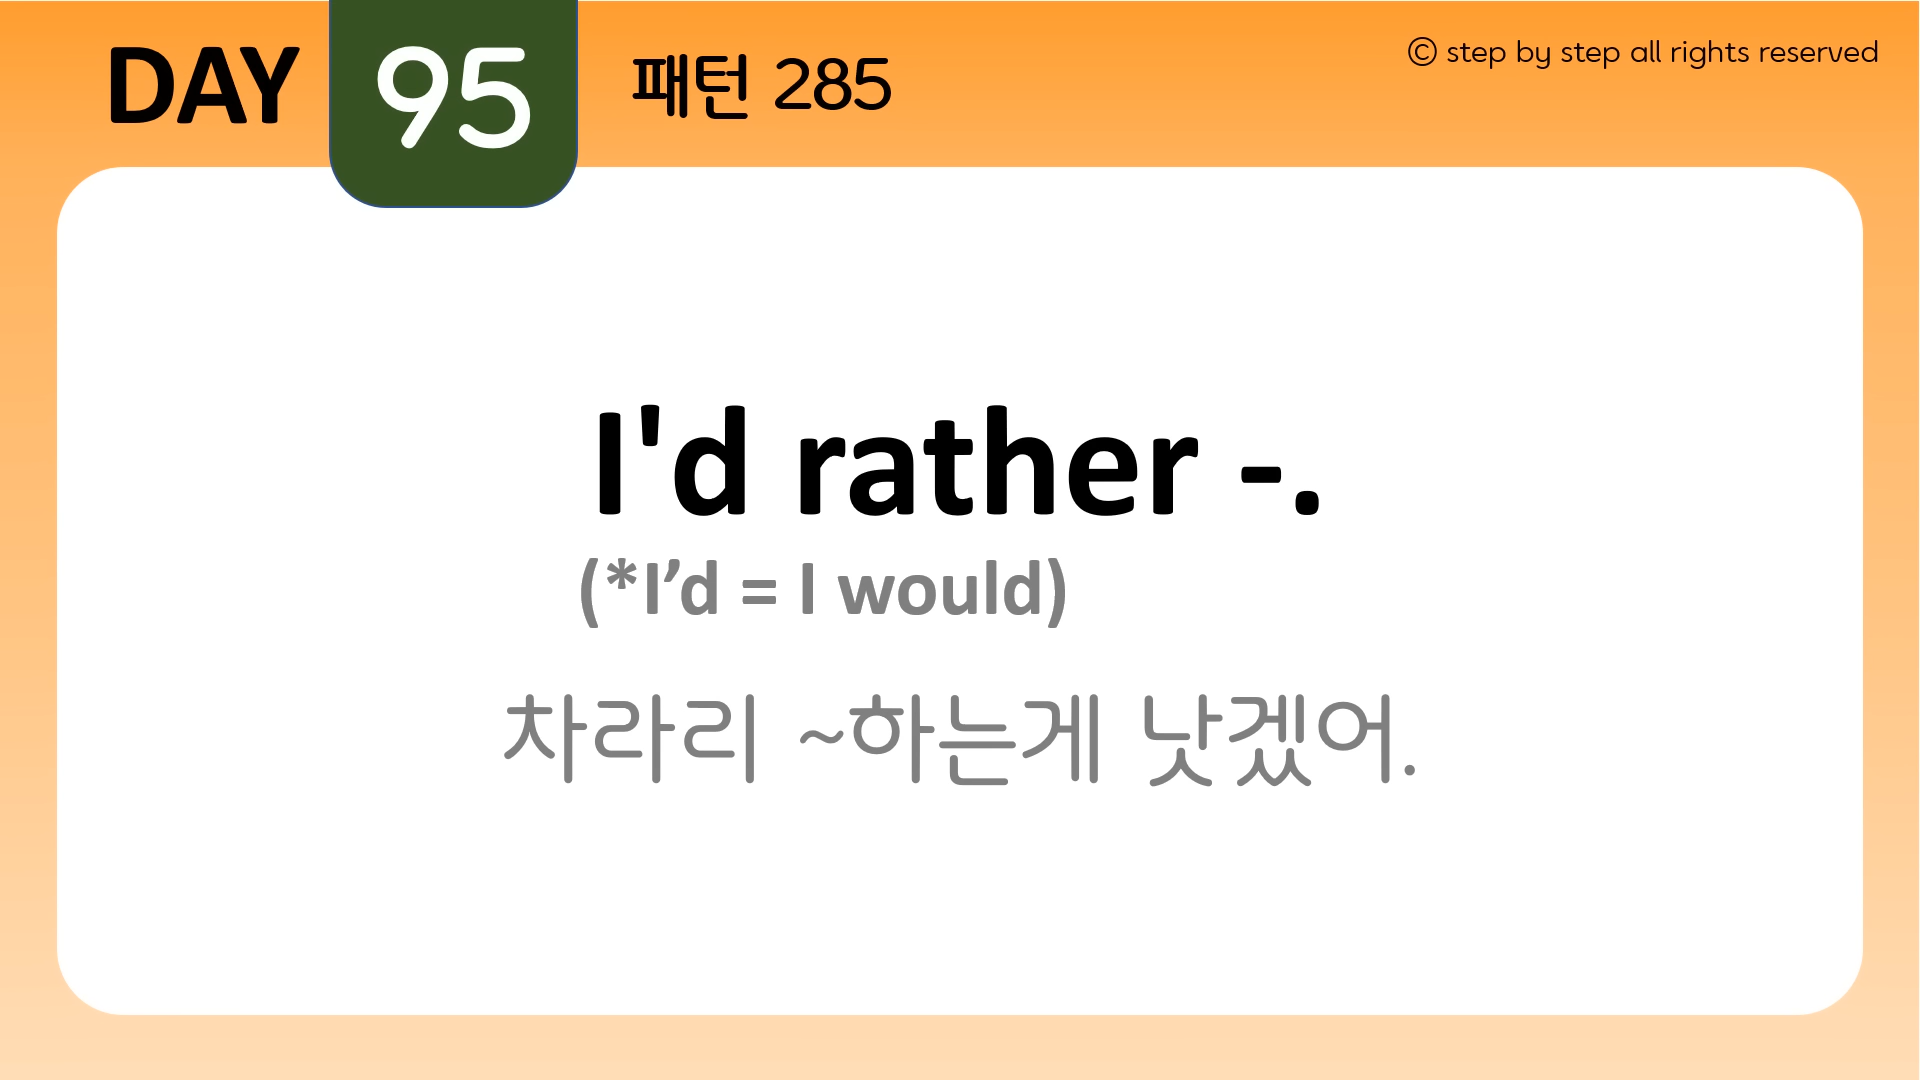 DAY 95 패턴 285
© step by step all rights reserved
I'd rather -.
(*I’d = I would)
차라리 ~하는게 낫겠어.